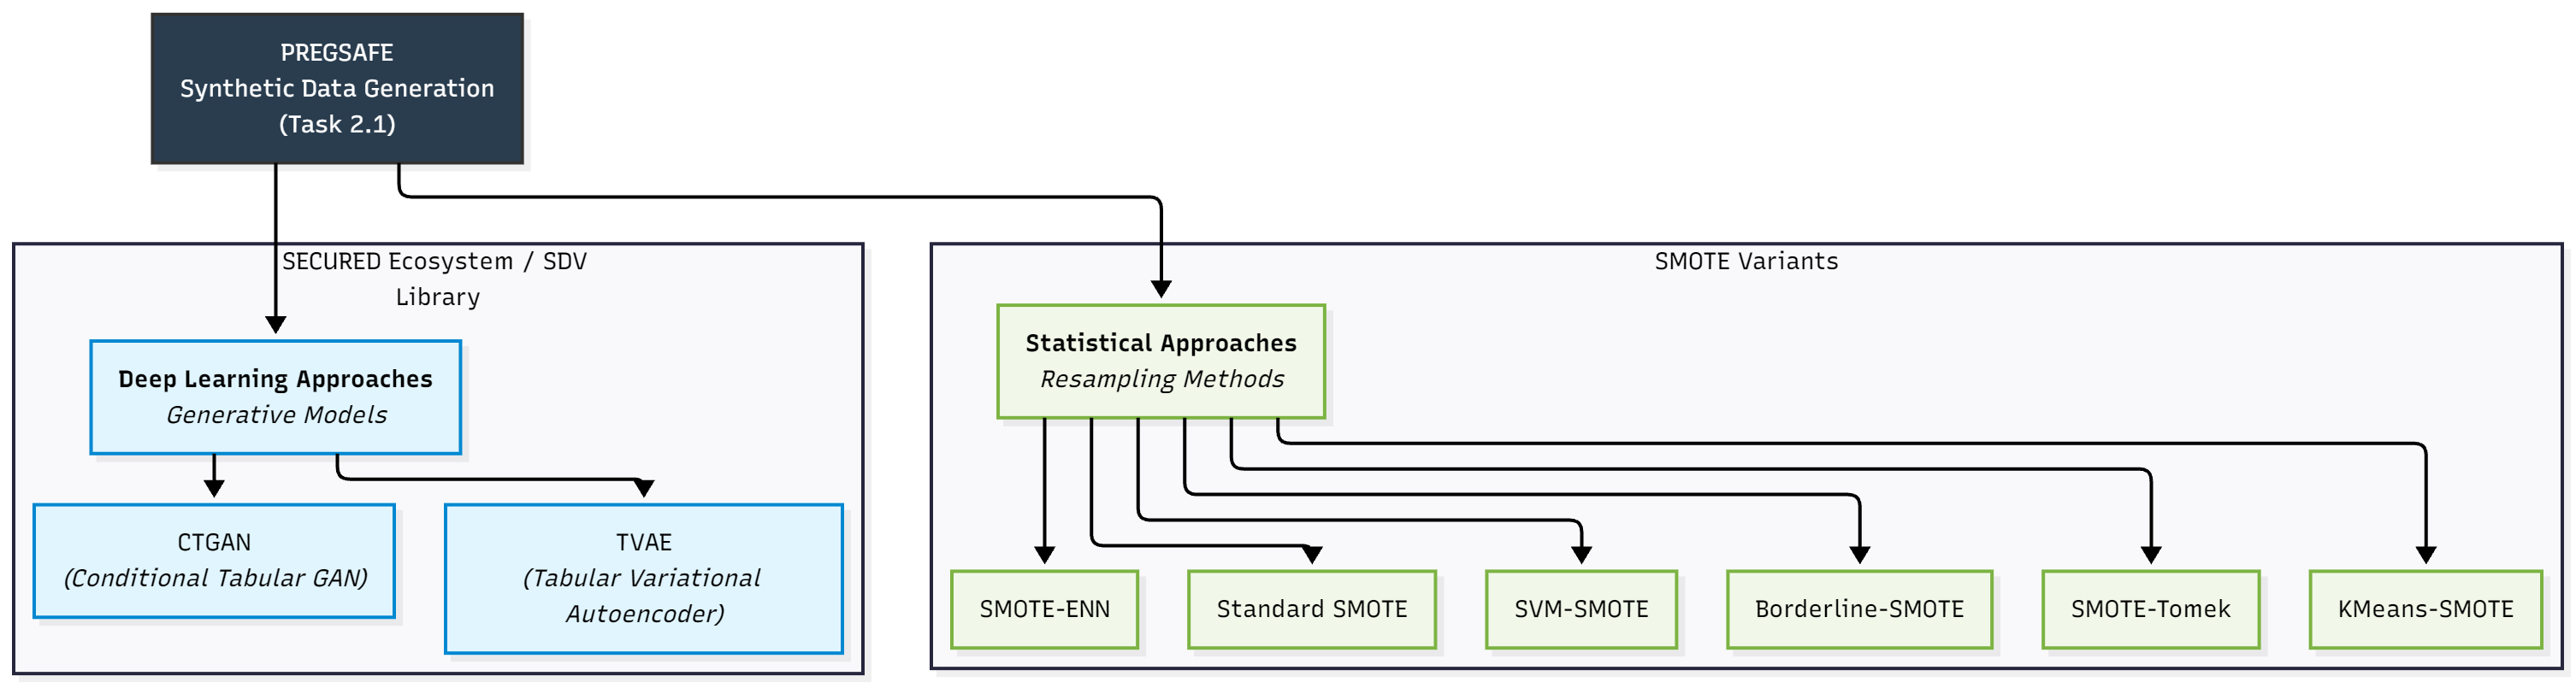 PREGSAFE
Synthetic Data Generation
(Task 2.1)
SECURED Ecosystem / SDV
Library
Deep Learning Approaches
Generative Models
CTGAN
(Conditional Tabular GAN)
TVAE
(Tabular Variational
Autoencoder)
SMOTE Variants
Statistical Approaches
Resampling Methods
SMOTE-ENN
Standard SMOTE
SVM-SMOTE
Borderline-SMOTE
SMOTE-Tomek
KMeans-SMOTE